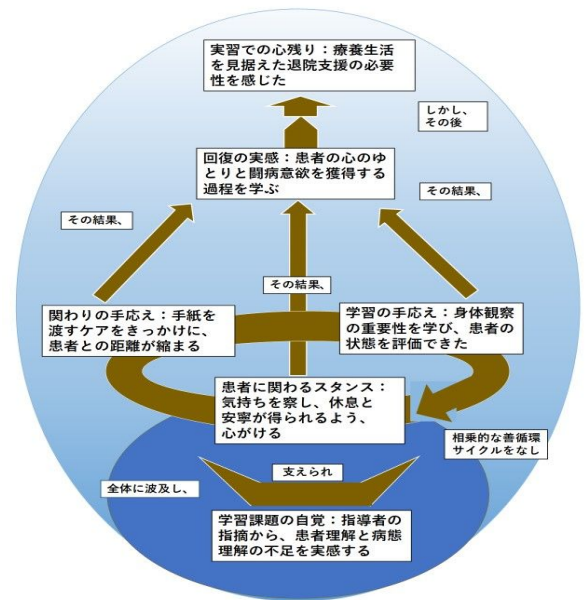 実習での心残り：療養生活
を見据えた退院支援の必要
性を感じた
しかし、
その後
回復の実感：患者の心のゆ
とりと闘病意欲を獲得する
過程を学ぶ
その結果、
その結果、
その結果、
関わりの手応え：手紙を
渡すケアをきっかけに、
患者との距離が縮まる
学習の手応え：身体観察
の重要性を学び、患者の
状態を評価できた
患者に関わるスタンス：
気持ちを察し、休息と
安寧が得られるよう、
心がける
相乗的な善循環
サイクルをなし
支えられ
全体に波及し、
学習課題の自覚：指導者の
指摘から、患者理解と病態
理解の不足を実感する